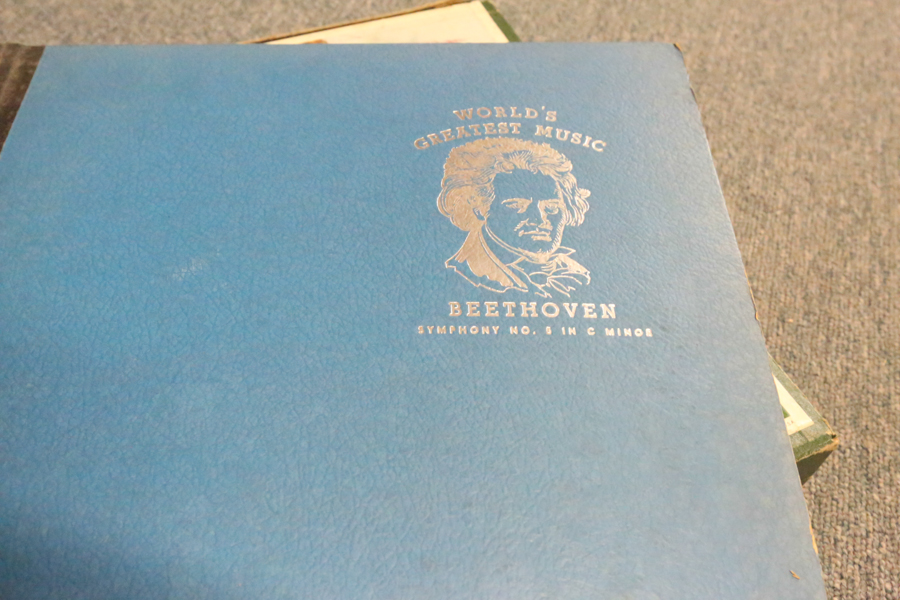 WORLD'S
GREATEST MUSIC
BEETHOVEN
SYMPHONY NO. 5 IN C MINOR